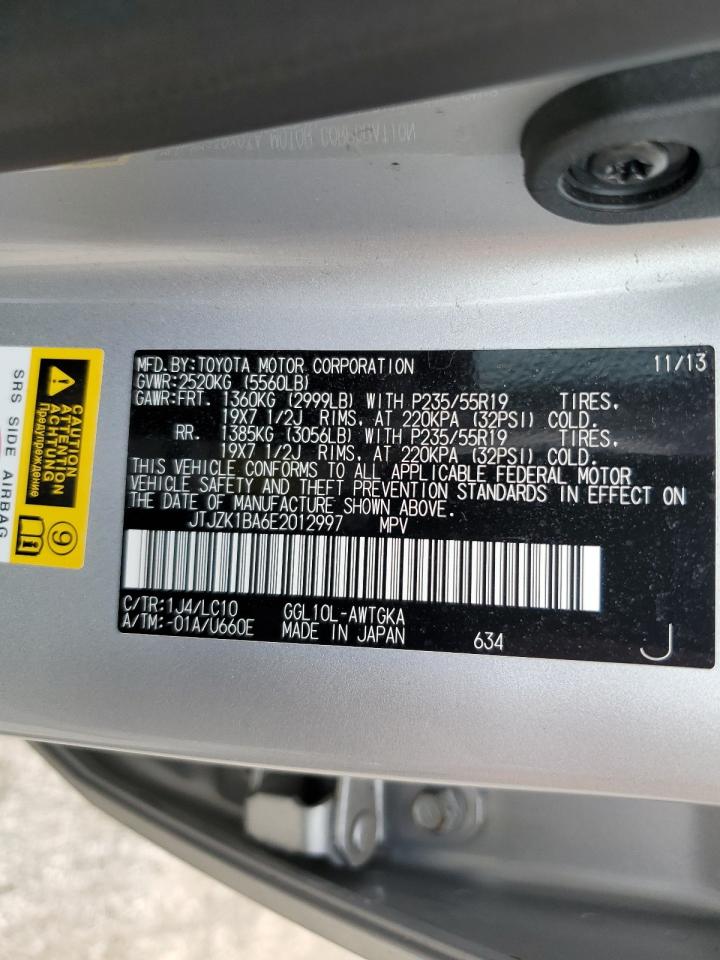 MOTOR CORPORATION
MFD.BY:TOYOTA MOTOR CORPORATION 11/13
GVWR:2520KG (5560LB)
GAWR:FRT. 1360KG (2999LB) WITH P235/55R19 TIRES,
19X7 1/2J RIMS, AT 220KPA (32PSI) COLD.
RR. 1385KG (3056LB) WITH P235/55R19 TIRES,
19X7 1/2J RIMS, AT 220KPA (32PSI) COLD.
THIS VEHICLE CONFORMS TO ALL APPLICABLE FEDERAL MOTOR
VEHICLE SAFETY AND THEFT PREVENTION STANDARDS IN EFFECT ON
THE DATE OF MANUFACTURE SHOWN ABOVE.
JTJZK1BA6E2012997 MPV
C/TR:1J4/LC10 GGL10L-AWTGKA
A/TM:-01A/U660E MADE IN JAPAN 634 J
CAUTION
ATTENTION
ACHTUNG
Предупреждение
9
SRS SIDE AIRBAG